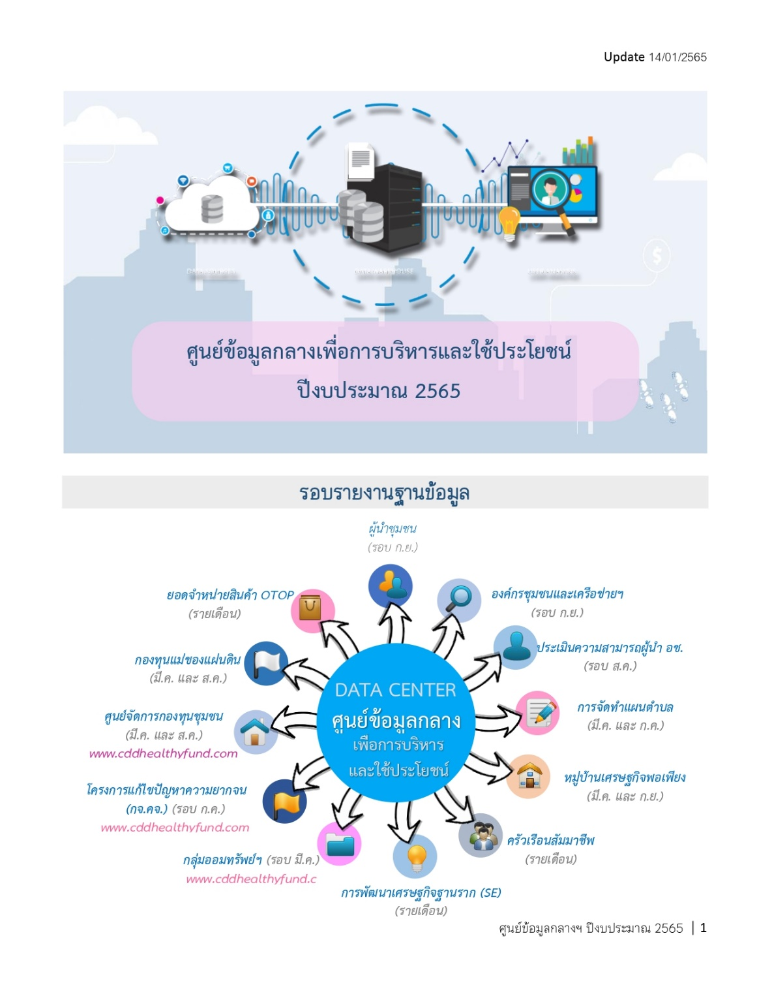 Update 14/01/2565
ศูนย์ข้อมูลกลางเพื่อการบริหารและใช้ประโยชน์
ปีงบประมาณ 2565
รอบรายงานฐานข้อมูล
ผู้นำชุมชน
(รอบ ก.ย.)
องค์กรชุมชนและเครือข่ายฯ
(รอบ ก.ย.)
ประเมินความสามารถผู้นำ อช.
(รอบ ส.ค.)
การจัดทำแผนตำบล
(มี.ค. และ ก.ค.)
หมู่บ้านเศรษฐกิจพอเพียง
(มี.ค. และ ก.ย.)
ครัวเรือนสัมมาชีพ
(รายเดือน)
การพัฒนาเศรษฐกิจฐานราก (SE)
(รายเดือน)
กลุ่มออมทรัพย์ฯ (รอบ มี.ค.)
www.cddhealthyfund.c
โครงการแก้ไขปัญหาความยากจน
(กจ.คจ.) (รอบ ก.ค.)
www.cddhealthyfund.com
ศูนย์จัดการกองทุนชุมชน
(มี.ค. และ ส.ค.)
www.cddhealthyfund.com
กองทุนแม่ของแผ่นดิน
(มี.ค. และ ส.ค.)
ยอดจำหน่ายสินค้า OTOP
(รายเดือน)
DATA CENTER
ศูนย์ข้อมูลกลาง
เพื่อการบริหาร
และใช้ประโยชน์
ศูนย์ข้อมูลกลางฯ ปีงบประมาณ 2565 | 1